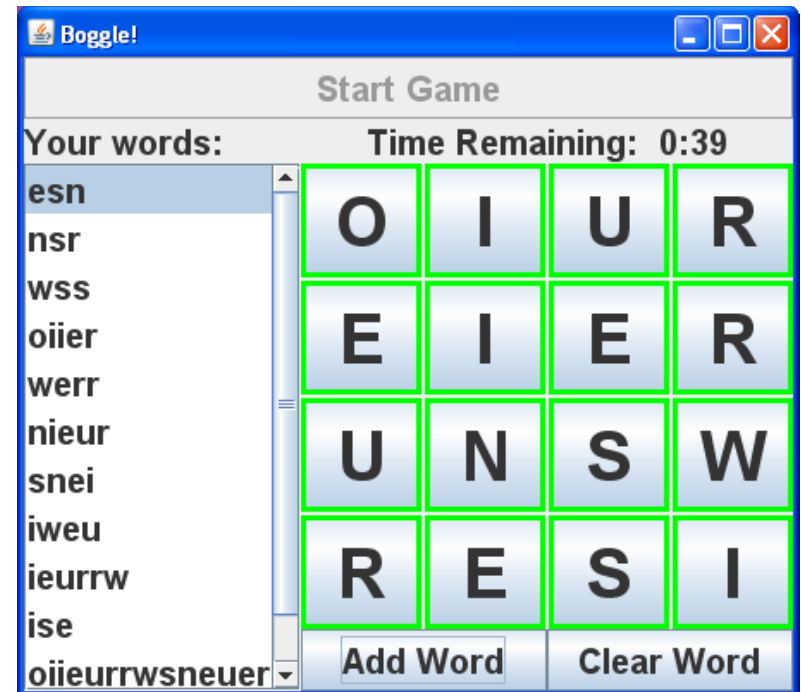 Boggle!
Start Game
Your words: Time Remaining: 0:39
esn
nsr
wss
oiier
werr
nieur
snei
iweu
ieurrw
ise
oiieurrwsneuer
O I U R
E I E R
U N S W
R E S I
Add Word Clear Word